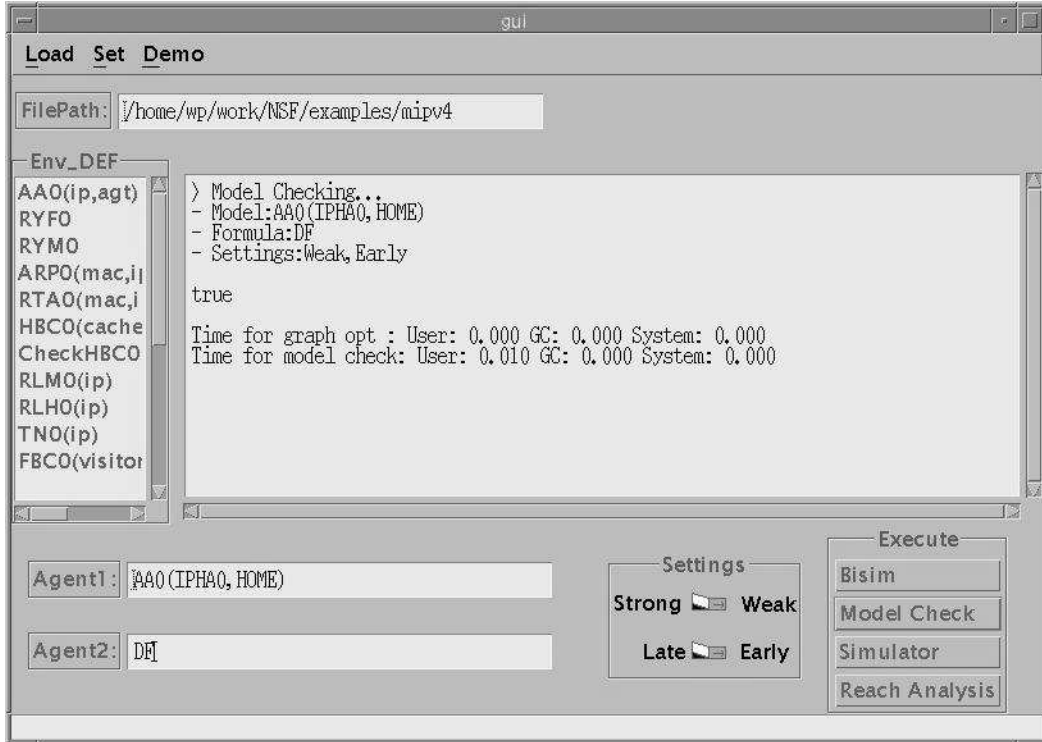 gui
Load Set Demo
FilePath: /home/wp/work/NSF/examples/mipv4
Env_DEF
AA0(ip,agt)
RYF0
RYM0
ARP0(mac,i
RTA0(mac,i
HBC0(cache
CheckHBC0
RLM0(ip)
RLH0(ip)
TN0(ip)
FBC0(visitor
> Model Checking...
- Model:AA0(IPHA0,HOME)
- Formula:DF
- Settings:Weak,Early
true
Time for graph opt : User: 0.000 GC: 0.000 System: 0.000
Time for model check: User: 0.010 GC: 0.000 System: 0.000
Agent1: AA0(IPHA0,HOME)
Agent2: DF
Settings
Strong Weak
Late Early
Execute
Bisim
Model Check
Simulator
Reach Analysis